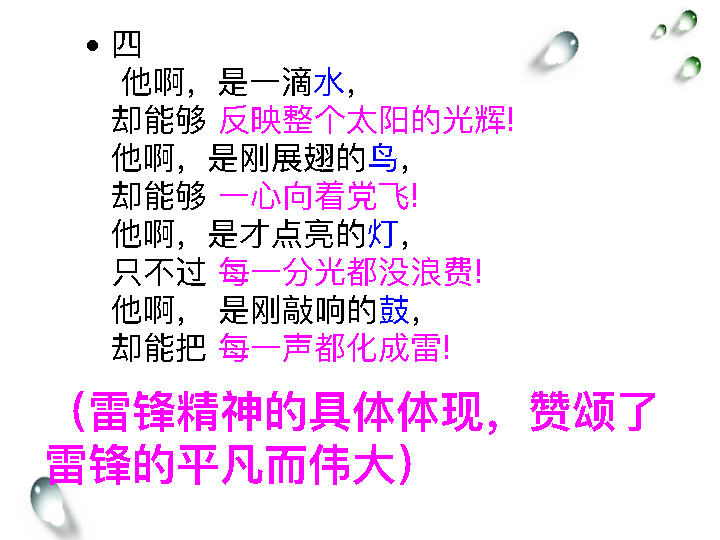 • 四
他啊，是一滴水，
却能够 反映整个太阳的光辉!
他啊，是刚展翅的鸟，
却能够 一心向着党飞!
他啊，是才点亮的灯，
只不过 每一分光都没浪费!
他啊， 是刚敲响的鼓，
却能把 每一声都化成雷!
（雷锋精神的具体体现，赞颂了
雷锋的平凡而伟大）